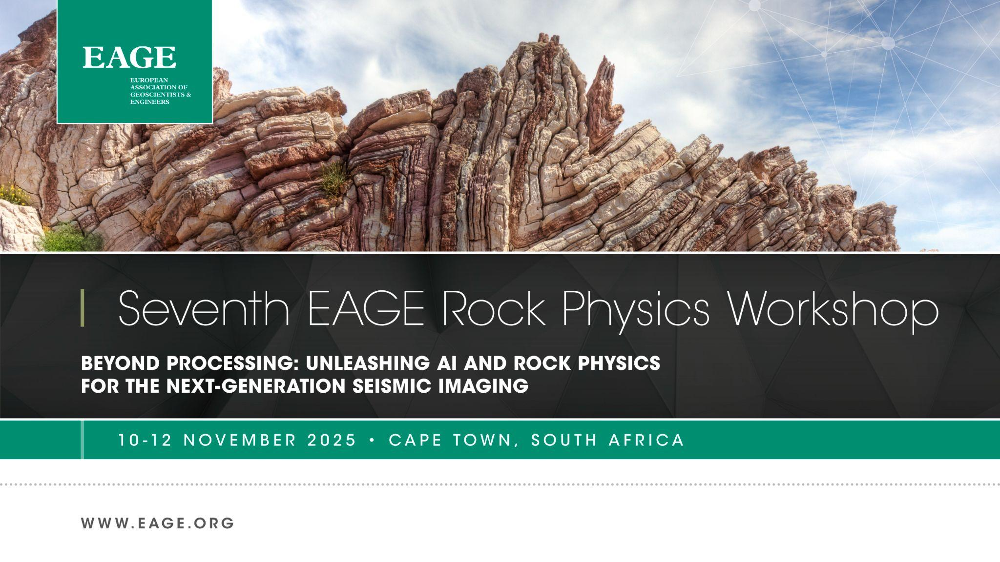 EAGE
EUROPEAN
ASSOCIATION OF
GEOSCIENTISTS &
ENGINEERS
Seventh EAGE Rock Physics Workshop
BEYOND PROCESSING: UNLEASHING AI AND ROCK PHYSICS
FOR THE NEXT-GENERATION SEISMIC IMAGING
10-12 NOVEMBER 2025 • CAPE TOWN, SOUTH AFRICA
WWW.EAGE.ORG